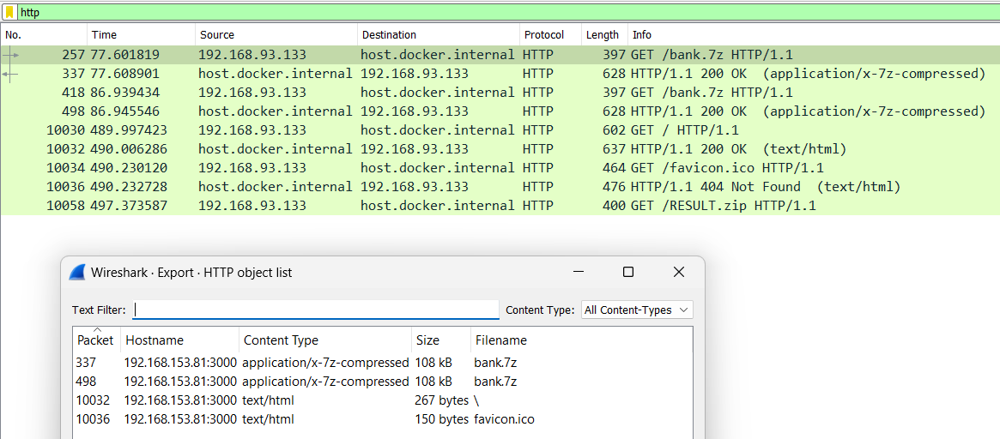 http
No. Time Source Destination Protocol Length Info
257 77.601819 192.168.93.133 host.docker.internal HTTP 397 GET /bank.7z HTTP/1.1
337 77.608901 host.docker.internal 192.168.93.133 HTTP 628 HTTP/1.1 200 OK (application/x-7z-compressed)
418 86.939434 192.168.93.133 host.docker.internal HTTP 397 GET /bank.7z HTTP/1.1
498 86.945546 host.docker.internal 192.168.93.133 HTTP 628 HTTP/1.1 200 OK (application/x-7z-compressed)
10030 489.997423 192.168.93.133 host.docker.internal HTTP 602 GET / HTTP/1.1
10032 490.006286 host.docker.internal 192.168.93.133 HTTP 637 HTTP/1.1 200 OK (text/html)
10034 490.230120 192.168.93.133 host.docker.internal HTTP 464 GET /favicon.ico HTTP/1.1
10036 490.232728 host.docker.internal 192.168.93.133 HTTP 476 HTTP/1.1 404 Not Found (text/html)
10058 497.373587 192.168.93.133 host.docker.internal HTTP 400 GET /RESULT.zip HTTP/1.1
Wireshark · Export · HTTP object list
Text Filter: Content Type: All Content-Types
Packet Hostname Content Type Size Filename
337 192.168.153.81:3000 application/x-7z-compressed 108 kB bank.7z
498 192.168.153.81:3000 application/x-7z-compressed 108 kB bank.7z
10032 192.168.153.81:3000 text/html 267 bytes \
10036 192.168.153.81:3000 text/html 150 bytes favicon.ico